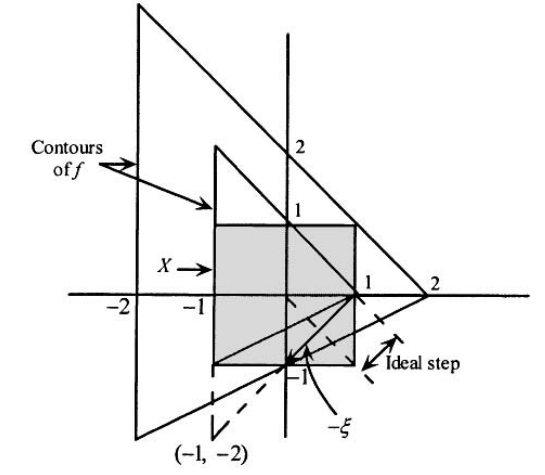 2
Contours
of f
1
X
1
2
-2
-1
-1
Ideal step
-ξ
(-1, -2)